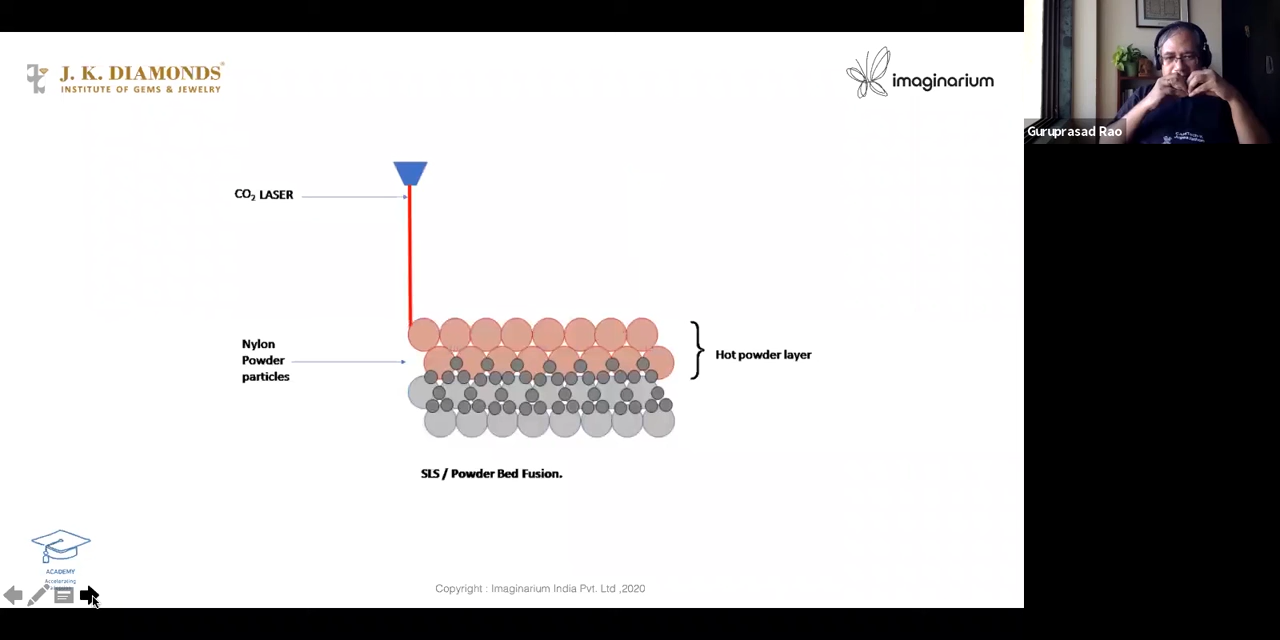 J. K. DIAMONDS
INSTITUTE OF GEMS & JEWELRY
imaginarium
Guruprasad Rao
CO₂ LASER
Nylon
Powder
particles
Hot powder layer
SLS / Powder Bed Fusion.
ACADEMY
Accelerating
Copyright : Imaginarium India Pvt. Ltd ,2020